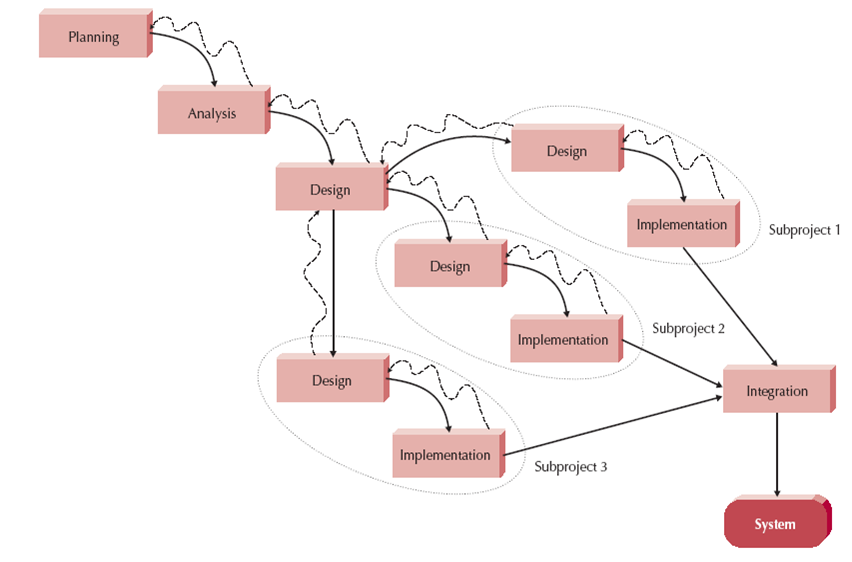 Planning
Analysis
Design
Design
Implementation
Subproject 1
Design
Implementation
Subproject 2
Design
Implementation
Subproject 3
Integration
System